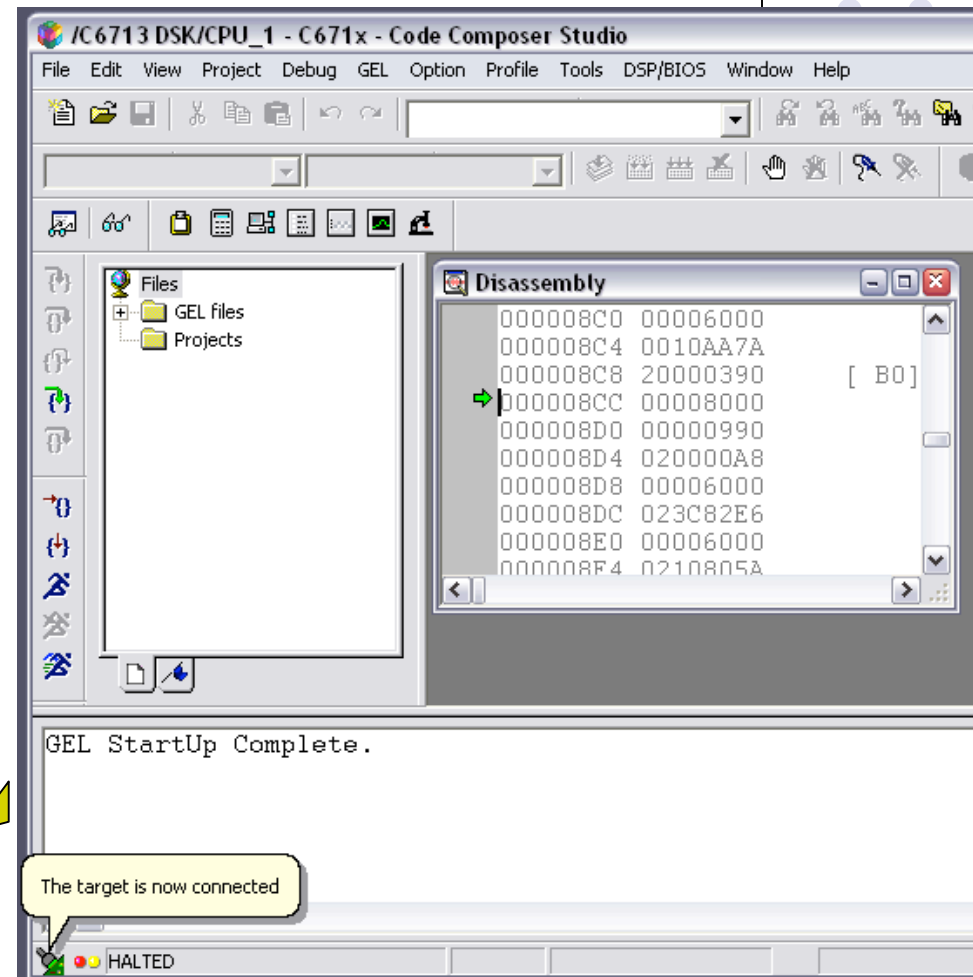 /C6713 DSK/CPU_1 - C671x - Code Composer Studio
File Edit View Project Debug GEL Option Profile Tools DSP/BIOS Window Help
Files
GEL files
Projects
Disassembly
000008C0 00006000
000008C4 0010AA7A
000008C8 20000390 [ B0]
000008CC 00008000
000008D0 00000990
000008D4 020000A8
000008D8 00006000
000008DC 023C82E6
000008E0 00006000
000008E4 0210805A
GEL StartUp Complete.
The target is now connected
HALTED